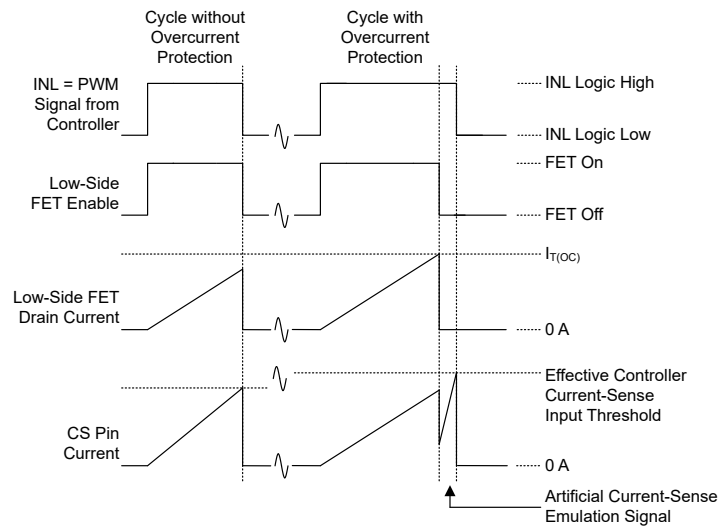 Cycle without
Overcurrent
Protection
Cycle with
Overcurrent
Protection
INL = PWM
Signal from
Controller
INL Logic High
INL Logic Low
Low-Side
FET Enable
FET On
FET Off
Low-Side FET
Drain Current
IT(OC)
0 A
CS Pin
Current
Effective Controller
Current-Sense
Input Threshold
0 A
Artificial Current-Sense
Emulation Signal